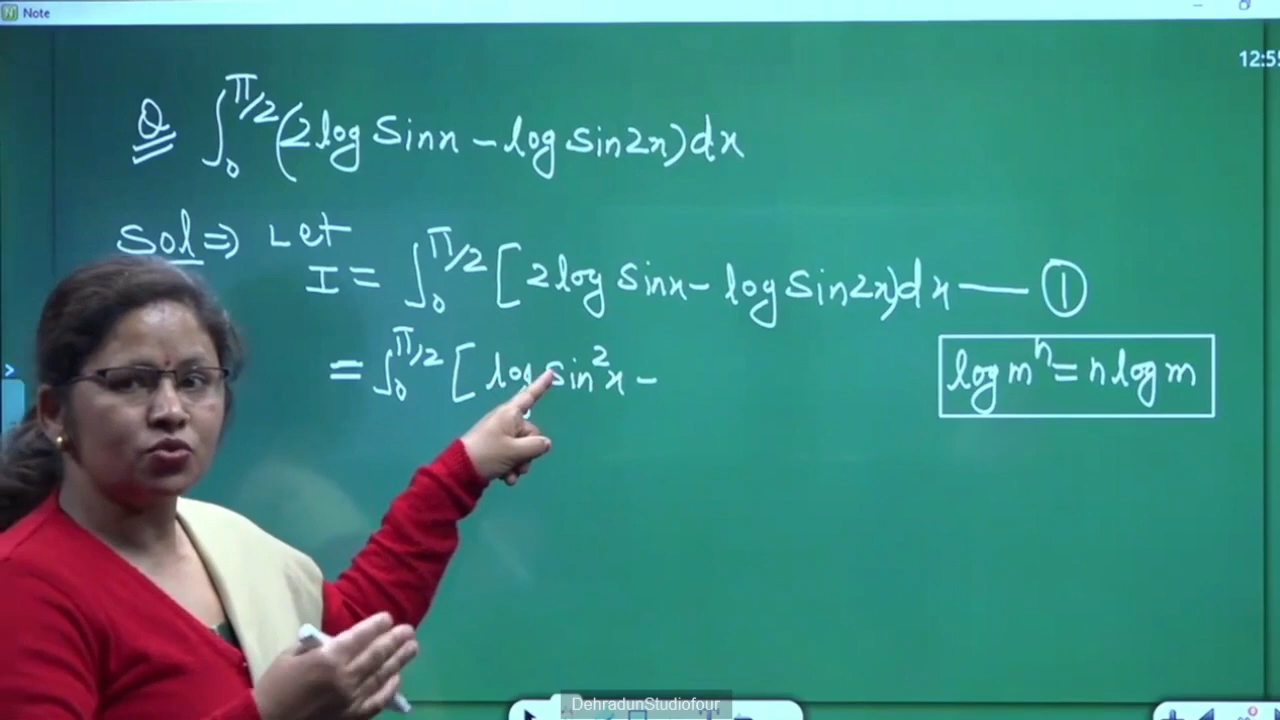 Note
12:55
Q ∫₀^π/2 (2 log sinx – log sin2x) dx
Sol ⇒ Let
I = ∫₀^π/2 [2 log sinx – log sin2x) dx —— ①
= ∫₀^π/2 [log sin²x –
log mⁿ = n log m
DehradunStudiofour